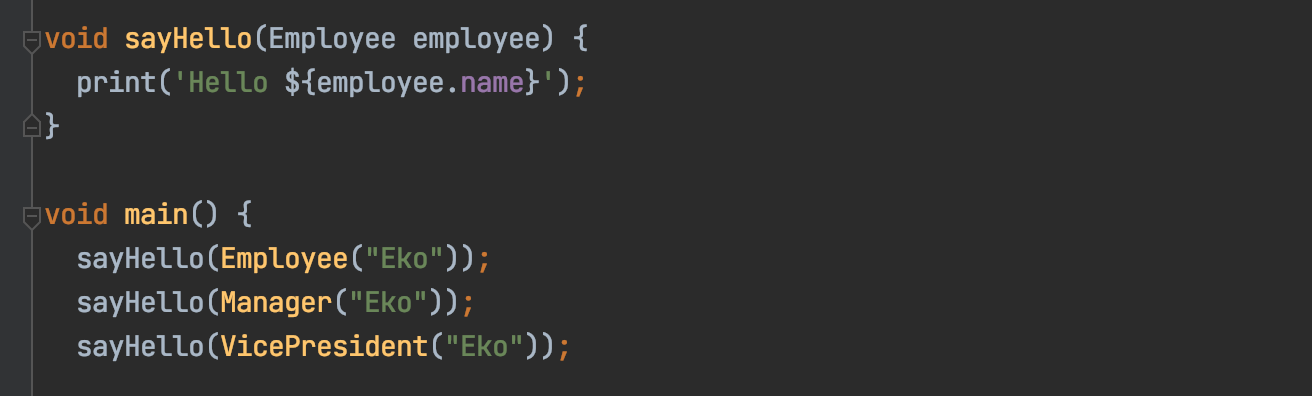 void sayHello(Employee employee) {
  print('Hello ${employee.name}');
}
void main() {
  sayHello(Employee("Eko"));
  sayHello(Manager("Eko"));
  sayHello(VicePresident("Eko"));